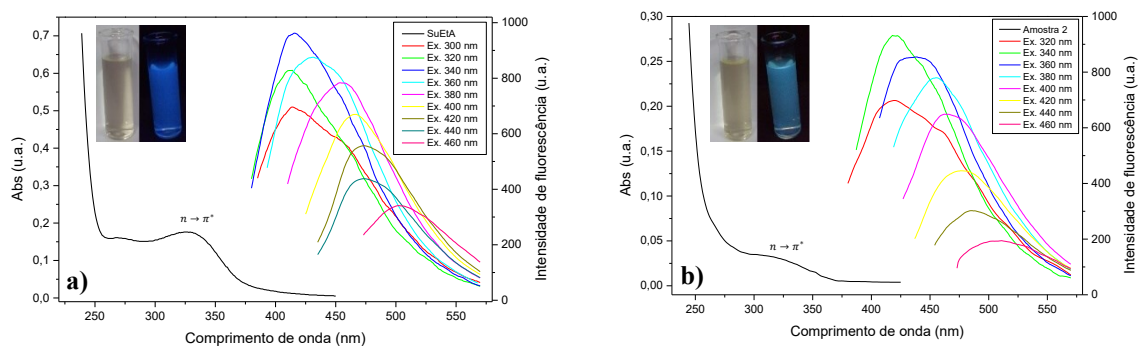 a)
Abs (u.a.)
0,7
0,6
0,5
0,4
0,3
0,2
0,1
0,0
n → π*
SuEtA
Ex. 300 nm
Ex. 320 nm
Ex. 340 nm
Ex. 360 nm
Ex. 380 nm
Ex. 400 nm
Ex. 420 nm
Ex. 440 nm
Ex. 460 nm
1000
800
600
400
200
0
Intensidade de fluorescência (u.a.)
250 300 350 400 450 500 550
Comprimento de onda (nm)
b)
Abs (u.a.)
0,30
0,25
0,20
0,15
0,10
0,05
0,00
n → π*
Amostra 2
Ex. 320 nm
Ex. 340 nm
Ex. 360 nm
Ex. 380 nm
Ex. 400 nm
Ex. 420 nm
Ex. 440 nm
Ex. 460 nm
1000
800
600
400
200
0
Intensidade de fluorescência (u.a.)
250 300 350 400 450 500 550
Comprimento de onda (nm)